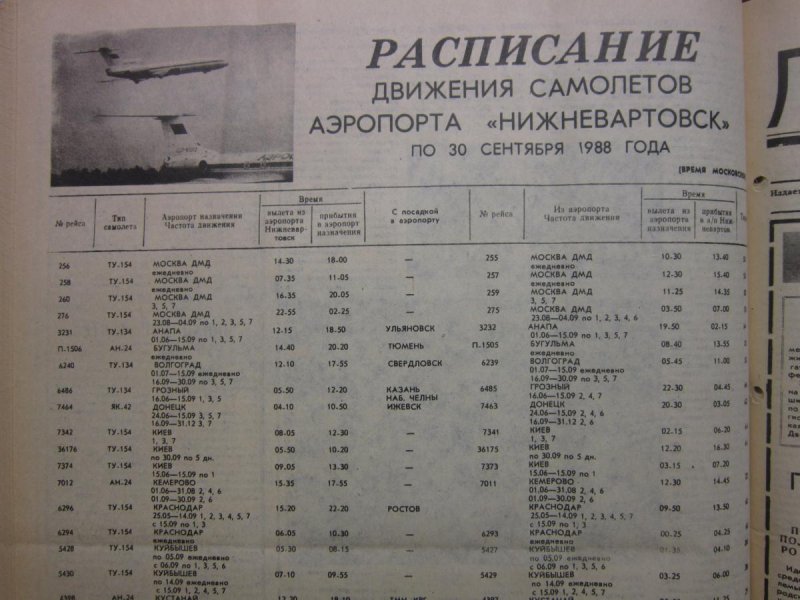 РАСПИСАНИЕ
ДВИЖЕНИЯ САМОЛЕТОВ
АЭРОПОРТА «НИЖНЕВАРТОВСК»
ПО 30 СЕНТЯБРЯ 1988 ГОДА
(ВРЕМЯ МОСКОВСК
№ рейса Тип самолета Аэропорт назначения Частота движения Время вылета из аэропорта Нижневартовск прибытия в аэропорт назначения С посадкой в аэропорту № рейса Из аэропорта Частота движения Время вылета из аэропорта прибытия в а/п Нижневартовск
256 ТУ-154 МОСКВА ДМД 14-30 18-00 — 255 МОСКВА ДМД 10-30 13-40
ежедневно ежедневно
258 ТУ-154 МОСКВА ДМД 07-35 11-05 — 257 МОСКВА ДМД 12-30 15-40
ежедневно ежедневно
260 ТУ-154 МОСКВА ДМД 16-35 20-05 — 259 МОСКВА ДМД 11-25 14-35
3, 5, 7 3, 5, 7
276 ТУ-154 МОСКВА ДМД 22-55 02-25 — 275 МОСКВА ДМД 03-50 07-00
23.08—04.09 по 1, 2, 3, 5, 7 23.08—04.09 по 1, 2, 3, 4, 6
3231 ТУ-134 АНАПА 12-15 18-50 УЛЬЯНОВСК 3232 АНАПА 19-50 02-15
01.06—15.09 по 1, 3, 5, 7 01.06—15.09 по 1, 3, 5, 7
П-1506 АН-24 БУГУЛЬМА 14-40 20-20 ТЮМЕНЬ П-1505 БУГУЛЬМА 08-40 13-55
ежедневно ежедневно
6240 ТУ-134 ВОЛГОГРАД 12-10 17-55 СВЕРДЛОВСК 6239 ВОЛГОГРАД 05-45 11-00
01.07—15.09 ежедневно 01.07—15.09 ежедневно
16.09—30.09 по 3, 5, 7 16.09—30.09 по 3, 5, 7
6486 ТУ-134 ГРОЗНЫЙ 05-50 12-20 КАЗАНЬ 6485 ГРОЗНЫЙ 22-30 04-45
16.06—15.09 1, 3, 5 НАБ. ЧЕЛНЫ 16.06—15.09 2, 4, 7
7464 ЯК-42 ДОНЕЦК 04-10 10-50 ИЖЕВСК 7463 ДОНЕЦК 20-30 03-05
24.06—15.09 3, 5, 7 24.06—15.09 2, 4, 6
16.09—31.12 3, 7 16.09—31.12 2, 6
7342 ТУ-154 КИЕВ 08-05 12-30 — 7341 КИЕВ 02-15 06-20
1, 3, 7 1, 3, 7
36176 ТУ-154 КИЕВ 05-50 10-20 — 36175 КИЕВ 12-20 16-30
по 30.09 по 5 дн. по 30.09 по 5 дн.
7374 ТУ-154 КИЕВ 09-05 13-30 — 7373 КИЕВ 03-15 07-20
15.06—15.09 по 1 15.06—15.09 по 1
7012 АН-24 КЕМЕРОВО 15-35 17-55 — 7011 КЕМЕРОВО 12-30 14-45
01.06—31.08 2, 4, 6 01.06—31.08 2, 4, 6
01.09—30.09 2, 6 01.09—30.09 2, 6
6296 ТУ-154 КРАСНОДАР 15-20 22-20 РОСТОВ КРАСНОДАР 09-50 13-50
25.05—14.09 1, 2, 3, 4, 5, 7 25.05—14.09 1, 2, 3, 4, 5, 7
с 15.09 по 1, 3 с 15.09 по 1, 3
6294 ТУ-154 КРАСНОДАР 06-05 10-30 — 6293 КРАСНОДАР 00-25 04-25
ежедневно ежедневно
5428 ТУ-154 КУЙБЫШЕВ 05-30 08-15 — 5427 КУЙБЫШЕВ 01-35 04-10
по 05.09 ежедневно по 05.09 ежедневно
с 06.09 по 1, 3, 5, 6 с 06.09 по 1, 3, 5, 6
5430 ТУ-154 КУЙБЫШЕВ 07-10 09-55 — 5429 КУЙБЫШЕВ 03-25 06-00
по 14.09 ежедневно по 14.09 ежедневно
с 15.09 по 2, 4, 7 с 15.09 по 2, 4, 7
АН-24 КУСТАНАЙ КУСТАНАЙ